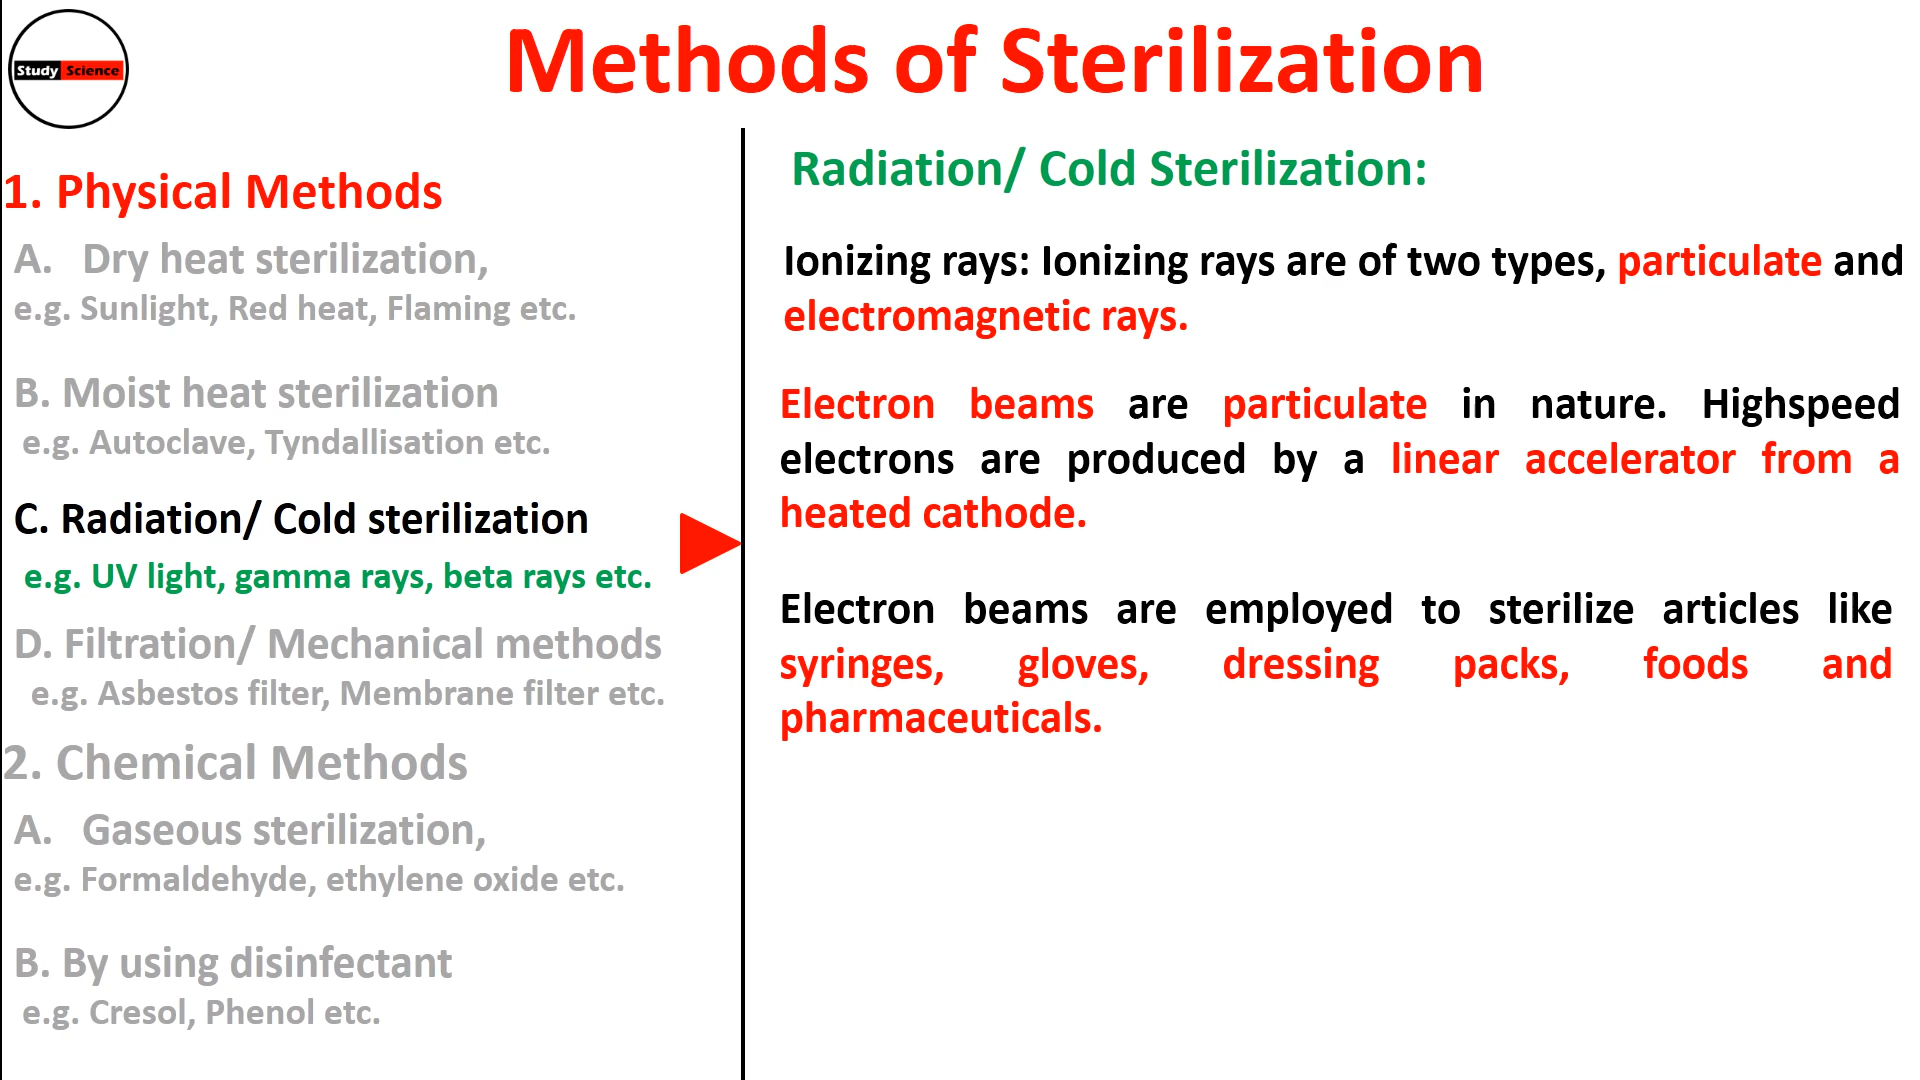 Study Science
Methods of Sterilization
1. Physical Methods
A. Dry heat sterilization,
e.g. Sunlight, Red heat, Flaming etc.
B. Moist heat sterilization
e.g. Autoclave, Tyndallisation etc.
C. Radiation/ Cold sterilization
e.g. UV light, gamma rays, beta rays etc.
D. Filtration/ Mechanical methods
e.g. Asbestos filter, Membrane filter etc.
2. Chemical Methods
A. Gaseous sterilization,
e.g. Formaldehyde, ethylene oxide etc.
B. By using disinfectant
e.g. Cresol, Phenol etc.
Radiation/ Cold Sterilization:
Ionizing rays: Ionizing rays are of two types, particulate and
electromagnetic rays.
Electron beams are particulate in nature. Highspeed
electrons are produced by a linear accelerator from a
heated cathode.
Electron beams are employed to sterilize articles like
syringes, gloves, dressing packs, foods and
pharmaceuticals.